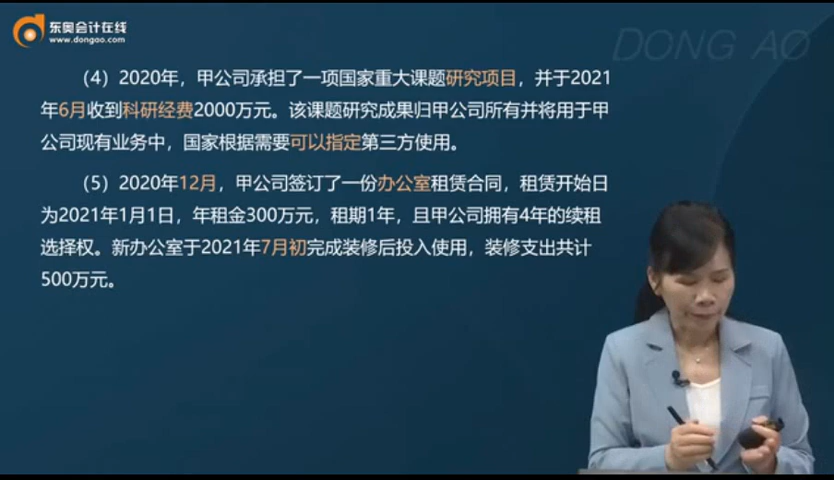 东奥会计在线
www.dongao.com
DONG AO
（4）2020年，甲公司承担了一项国家重大课题研究项目，并于2021
年6月收到科研经费2000万元。该课题研究成果归甲公司所有并将用于甲
公司现有业务中，国家根据需要可以指定第三方使用。
（5）2020年12月，甲公司签订了一份办公室租赁合同，租赁开始日
为2021年1月1日，年租金300万元，租期1年，且甲公司拥有4年的续租
选择权。新办公室于2021年7月初完成装修后投入使用，装修支出共计
500万元。